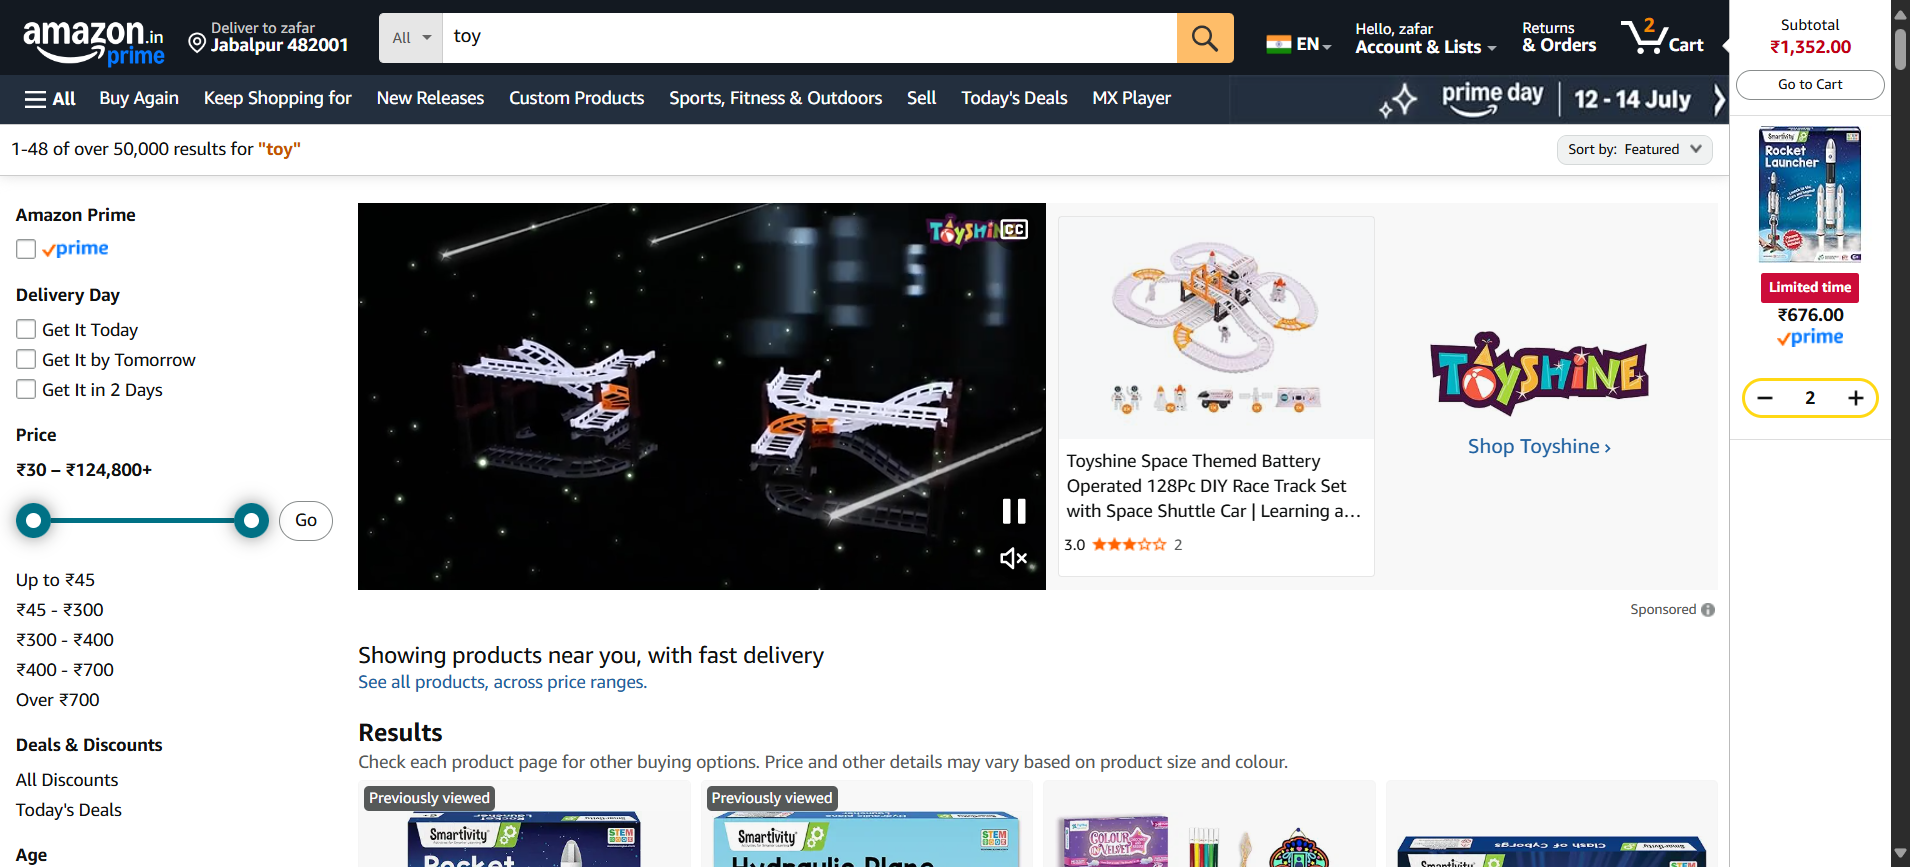 amazon.in
prime
Deliver to zafar
Jabalpur 482001
All
toy
EN
Hello, zafar
Account & Lists
Returns
& Orders
2
Cart
Subtotal
₹1,352.00
Go to Cart
All
Buy Again
Keep Shopping for
New Releases
Custom Products
Sports, Fitness & Outdoors
Sell
Today's Deals
MX Player
prime day
12 - 14 July
1-48 of over 50,000 results for "toy"
Sort by: Featured
Amazon Prime
prime
Delivery Day
Get It Today
Get It by Tomorrow
Get It in 2 Days
Price
₹30 – ₹124,800+
Go
Up to ₹45
₹45 - ₹300
₹300 - ₹400
₹400 - ₹700
Over ₹700
Deals & Discounts
All Discounts
Today's Deals
Age
TOYSHINE
CC
Toyshine Space Themed Battery
Operated 128Pc DIY Race Track Set
with Space Shuttle Car | Learning a...
3.0
2
TOYSHINE
Shop Toyshine ›
Sponsored
Smartivity
Rocket
Launcher
Limited time
₹676.00
prime
2
Showing products near you, with fast delivery
See all products, across price ranges.
Results
Check each product page for other buying options. Price and other details may vary based on product size and colour.
Previously viewed
Smartivity
STEM
Rocket
Previously viewed
Smartivity
STEM
Hydraulic Plane
COLOUR
Clash of Cyborgs
Smartivity
STEM